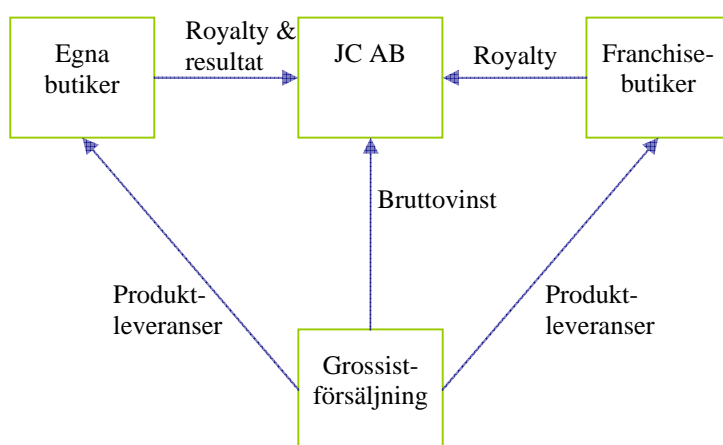 Egna
butiker
Royalty &
resultat
JC AB
Royalty
Franchise-
butiker
Bruttovinst
Produkt-
leveranser
Produkt-
leveranser
Grossist-
försäljning